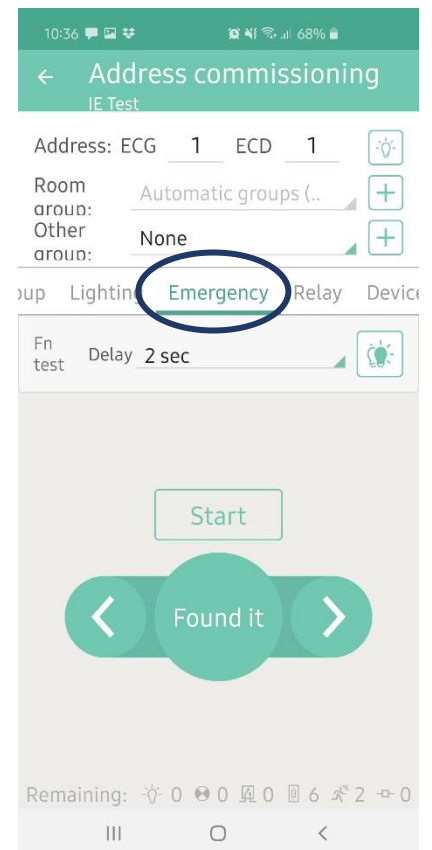 10:36 68%
Address commissioning
IE Test
Address: ECG 1 ECD 1
Room group: Automatic groups (..
Other group: None
oup Lighting Emergency Relay Device
Fn test Delay 2 sec
Start
Found it
Remaining: 0 0 0 6 2 0